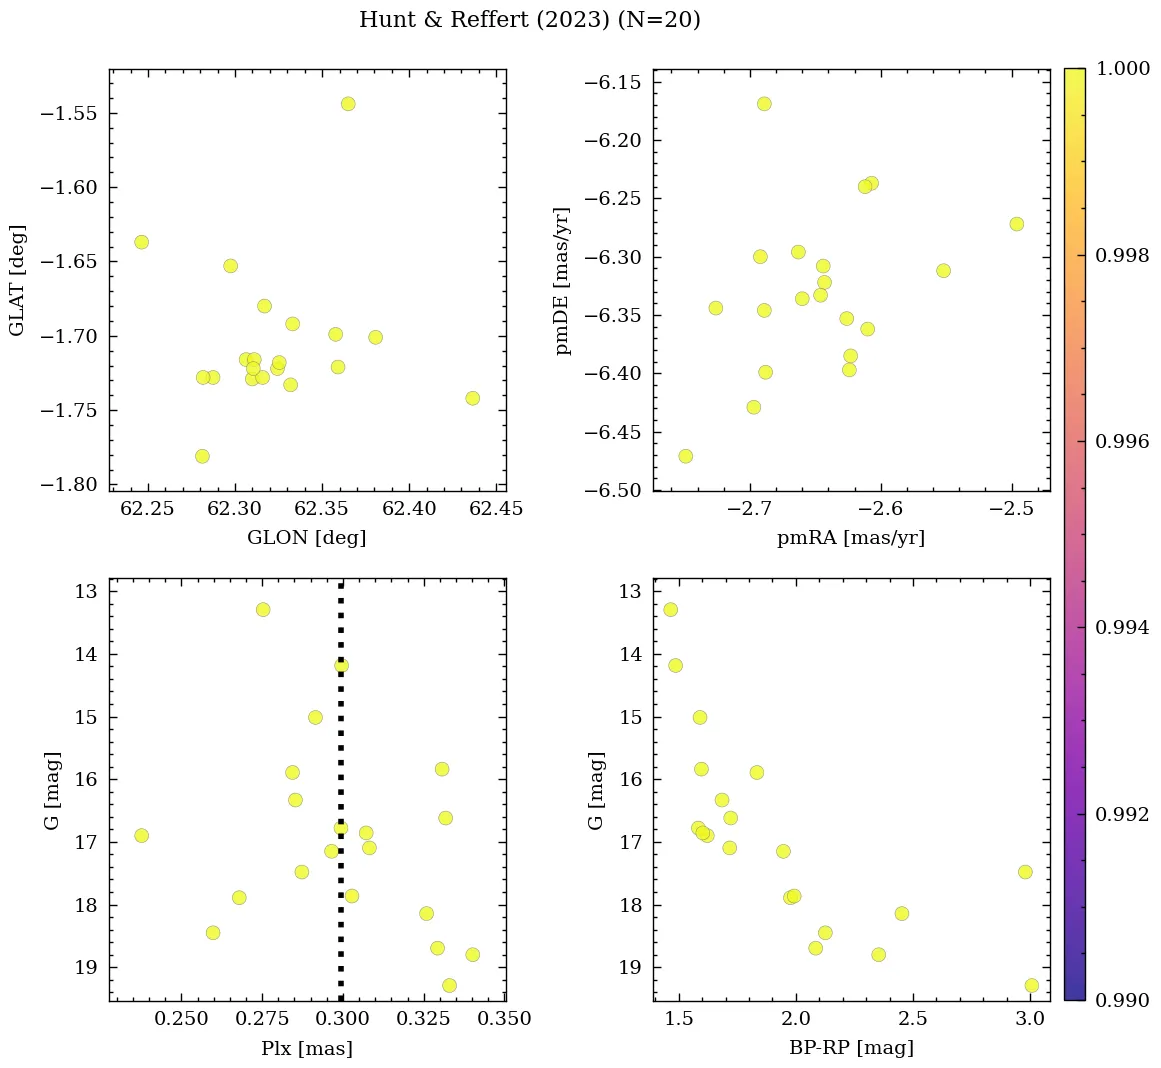 Hunt & Reffert (2023) (N=20)
−1.55
−1.60
−1.65
−1.70
−1.75
−1.80
GLAT [deg]
62.25 62.30 62.35 62.40 62.45
GLON [deg]
−6.15
−6.20
−6.25
−6.30
−6.35
−6.40
−6.45
−6.50
pmDE [mas/yr]
−2.7 −2.6 −2.5
pmRA [mas/yr]
13
14
15
16
17
18
19
G [mag]
0.250 0.275 0.300 0.325 0.350
Plx [mas]
13
14
15
16
17
18
19
G [mag]
1.5 2.0 2.5 3.0
BP-RP [mag]
1.000
0.998
0.996
0.994
0.992
0.990